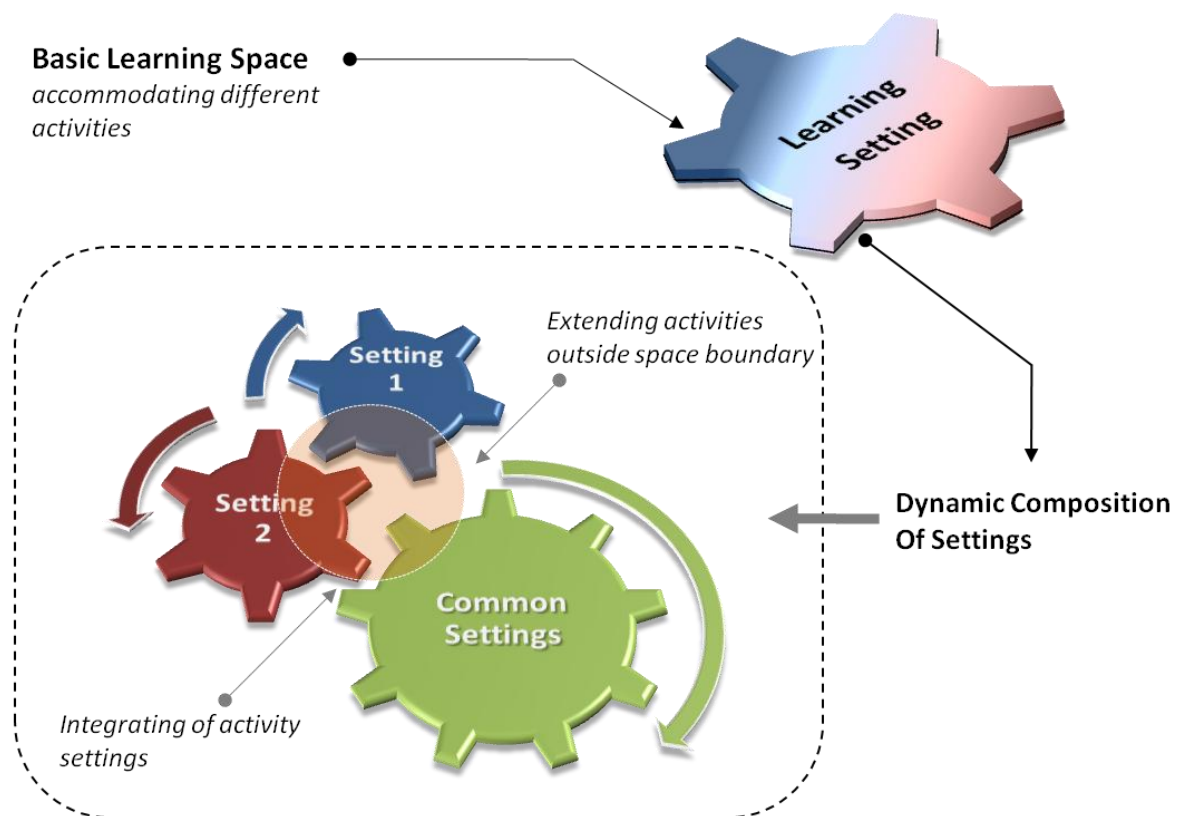 Basic Learning Space
accommodating different
activities
Learning
Setting
Extending activities
outside space boundary
Setting
1
Setting
2
Dynamic Composition
Of Settings
Common
Settings
Integrating of activity
settings